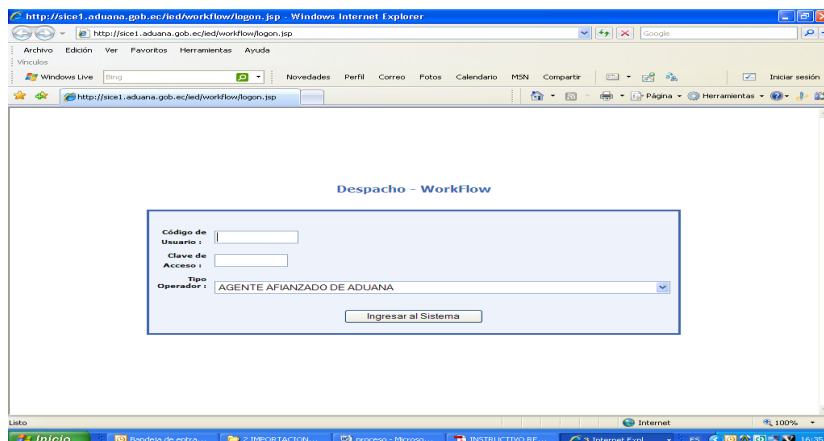 http://sice1.aduana.gob.ec/ied/workflow/logon.jsp - Windows Internet Explorer
http://sice1.aduana.gob.ec/ied/workflow/logon.jsp
Google
Archivo Edición Ver Favoritos Herramientas Ayuda
Vínculos
Windows Live Bing Novedades Perfil Correo Fotos Calendario MSN Compartir Iniciar sesión
http://sice1.aduana.gob.ec/ied/workflow/logon.jsp Página Herramientas
Despacho - WorkFlow
Código de
Usuario :
Clave de
Acceso :
Tipo
Operador : AGENTE AFIANZADO DE ADUANA
Ingresar al Sistema
Listo Internet 100%
Inicio Bandeja de entra... 2 IMPORTACION... proceso - Microso... INSTRUCTIVO RE... 3 Internet Expl... ES 16:35